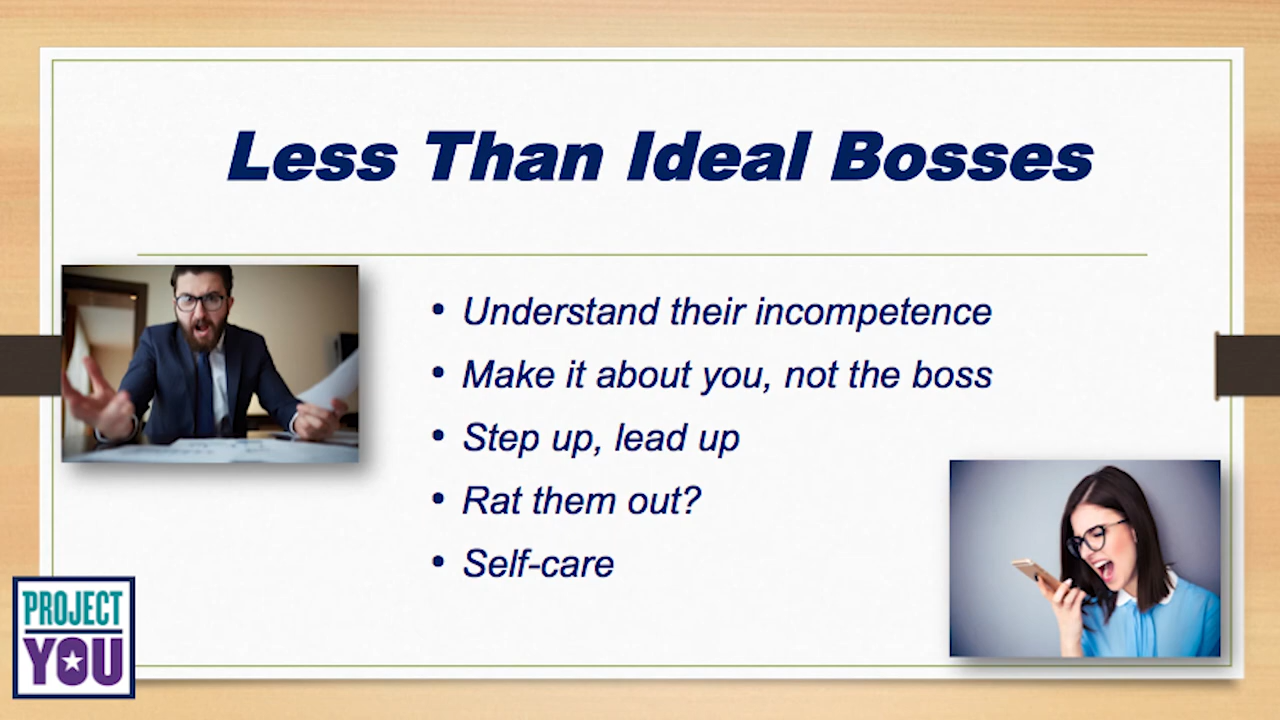 Less Than Ideal Bosses
• Understand their incompetence
• Make it about you, not the boss
• Step up, lead up
• Rat them out?
• Self-care
PROJECT
YOU